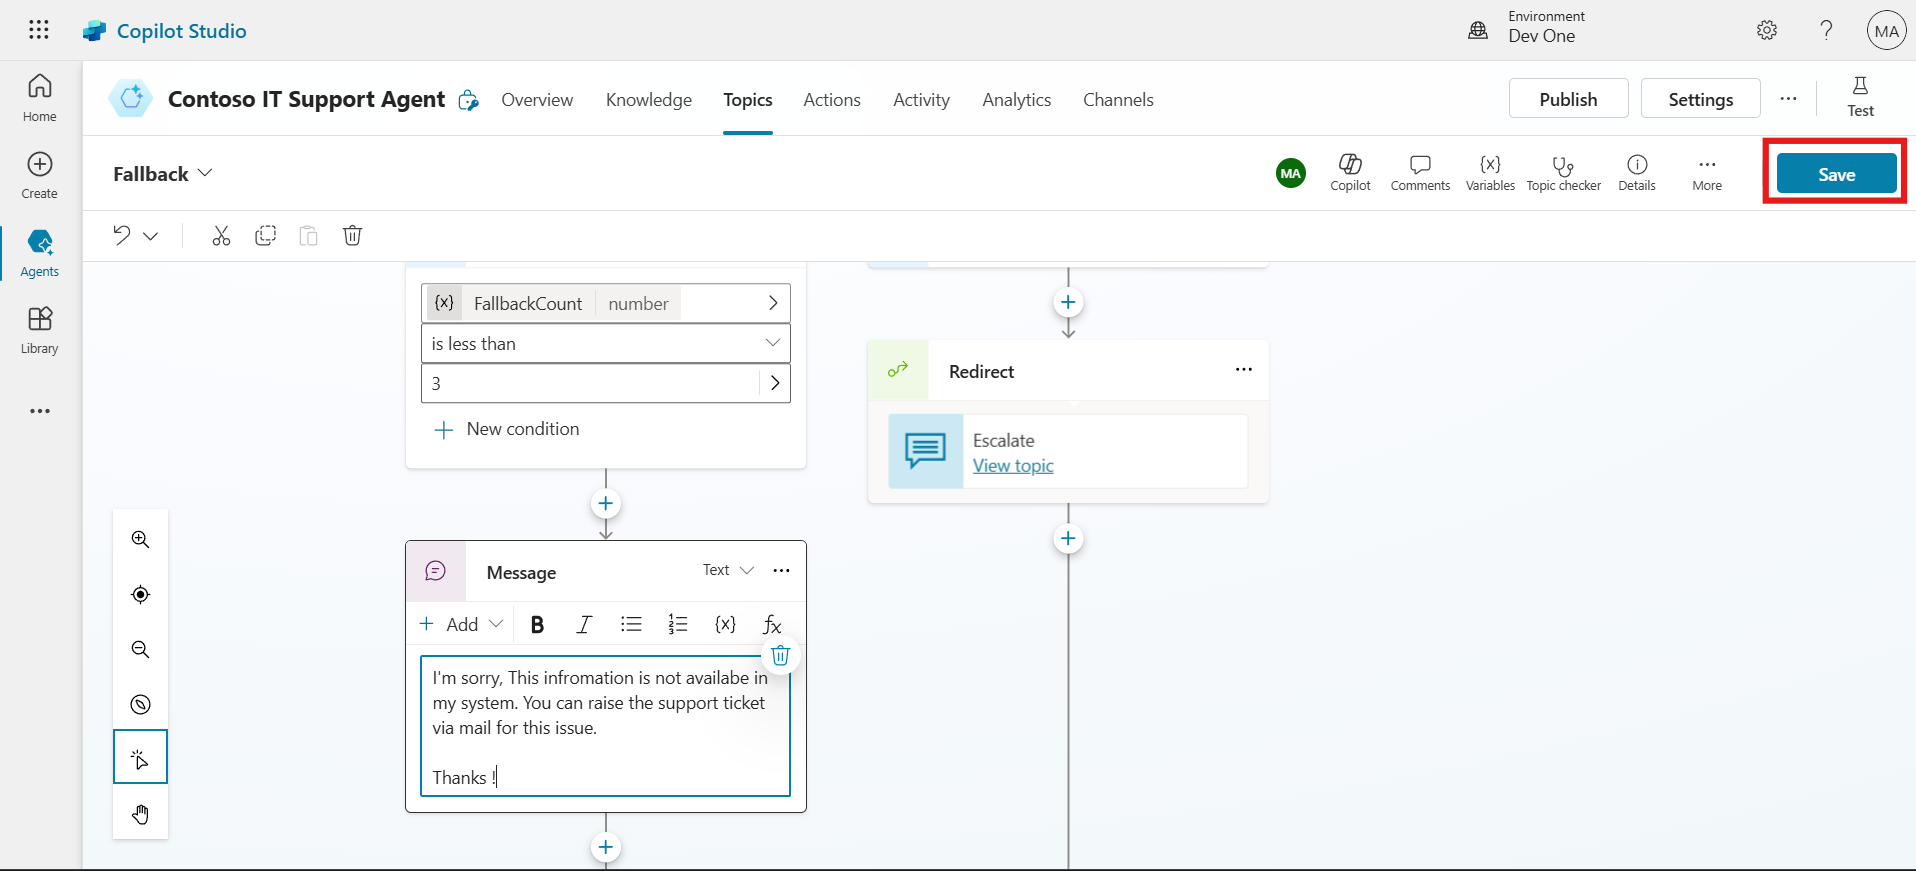 Copilot Studio
Environment
Dev One
MA
Home
Create
Agents
Library
Contoso IT Support Agent
Overview
Knowledge
Topics
Actions
Activity
Analytics
Channels
Publish
Settings
Test
Fallback
MA
Copilot
Comments
{x}
Variables
Topic checker
Details
More
Save
{x} FallbackCount number
is less than
3
New condition
Redirect
Escalate
View topic
Message
Text
Add
B
I
{x}
fx
I'm sorry, This infromation is not availabe in
my system. You can raise the support ticket
via mail for this issue.
Thanks !